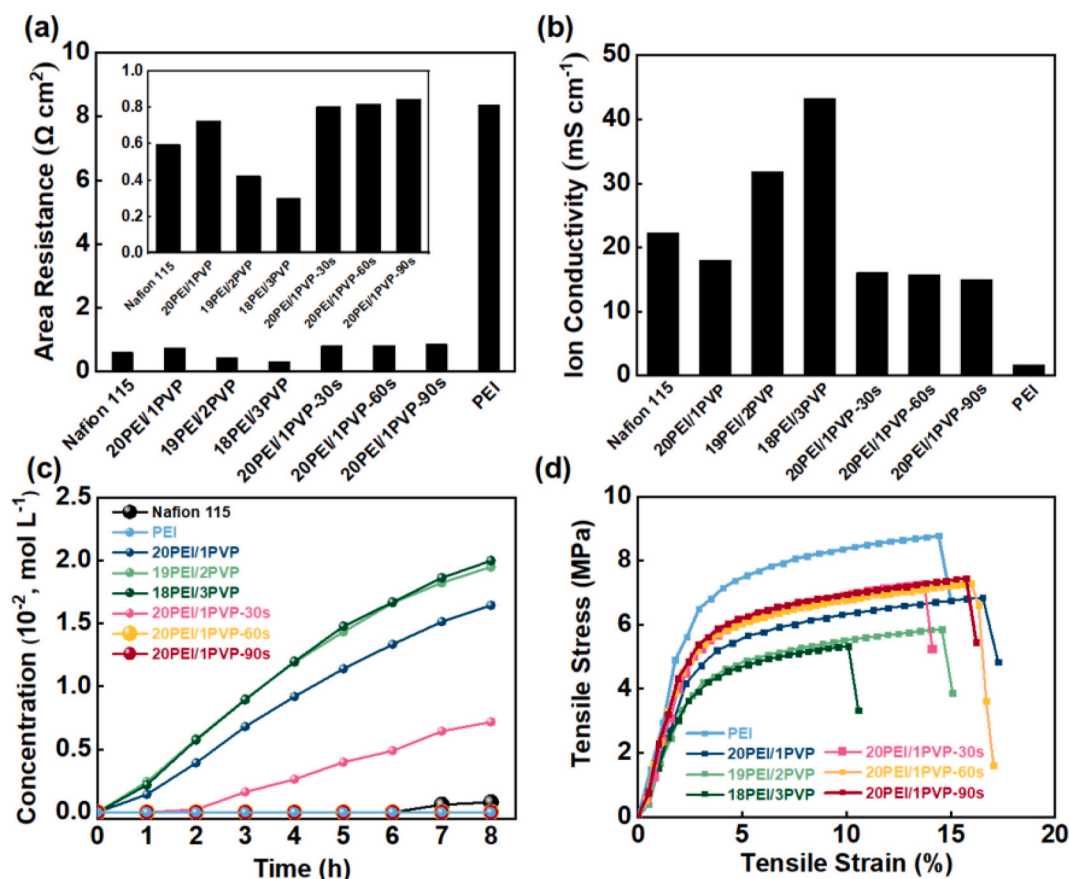 (a)
Area Resistance (Ω cm²)
10
8
6
4
2
0
1.0
0.8
0.6
0.4
0.2
0.0
Nafion 115
20PEI/1PVP
19PEI/2PVP
18PEI/3PVP
20PEI/1PVP-30s
20PEI/1PVP-60s
20PEI/1PVP-90s
Nafion 115
20PEI/1PVP
19PEI/2PVP
18PEI/3PVP
20PEI/1PVP-30s
20PEI/1PVP-60s
20PEI/1PVP-90s
PEI
(b)
Ion Conductivity (mS cm⁻¹)
50
40
30
20
10
0
Nafion 115
20PEI/1PVP
19PEI/2PVP
18PEI/3PVP
20PEI/1PVP-30s
20PEI/1PVP-60s
20PEI/1PVP-90s
PEI
(c)
Concentration (10⁻², mol L⁻¹)
2.5
2.0
1.5
1.0
0.5
0.0
Nafion 115
PEI
20PEI/1PVP
19PEI/2PVP
18PEI/3PVP
20PEI/1PVP-30s
20PEI/1PVP-60s
20PEI/1PVP-90s
0 1 2 3 4 5 6 7 8
Time (h)
(d)
Tensile Stress (MPa)
10
8
6
4
2
0
PEI
20PEI/1PVP
19PEI/2PVP
18PEI/3PVP
20PEI/1PVP-30s
20PEI/1PVP-60s
20PEI/1PVP-90s
0 5 10 15 20
Tensile Strain (%)